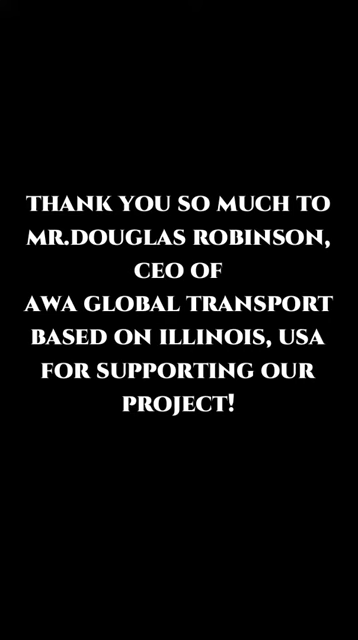 THANK YOU SO MUCH TO
MR.DOUGLAS ROBINSON,
CEO OF
AWA GLOBAL TRANSPORT
BASED ON ILLINOIS, USA
FOR SUPPORTING OUR
PROJECT!